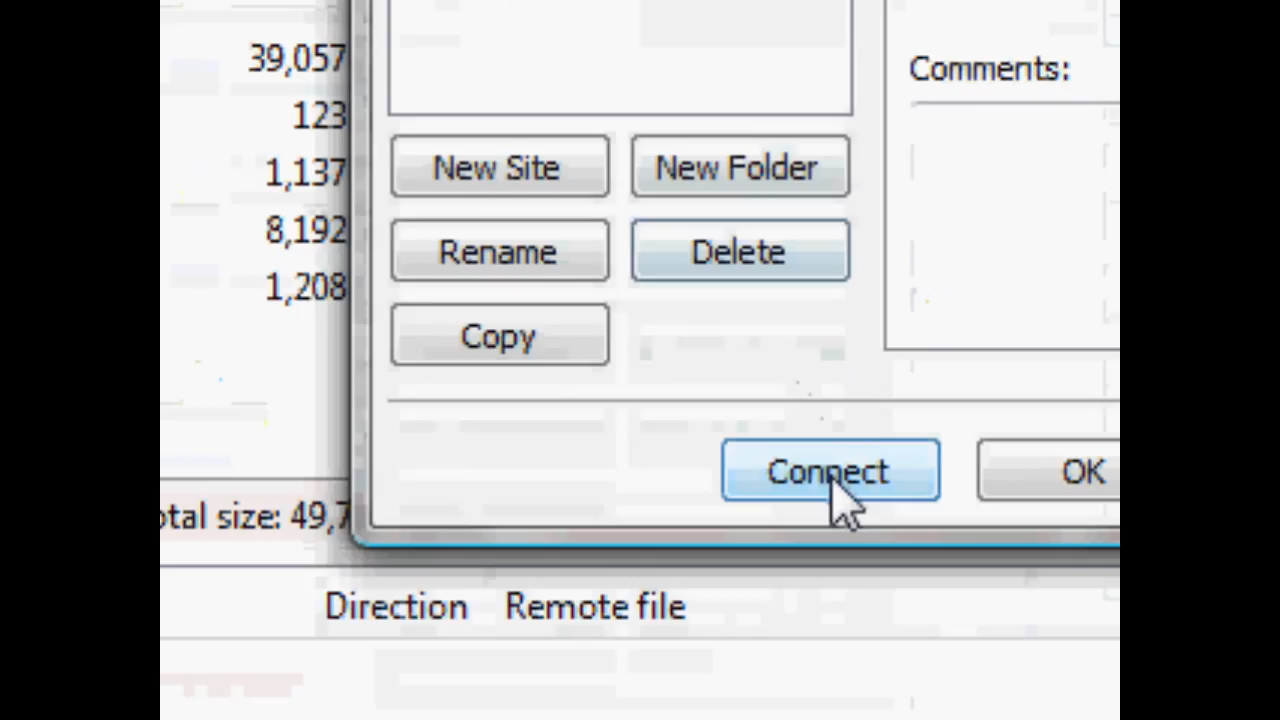 39,057
123
1,137
8,192
1,208
otal size: 49,7
Comments:
New Site New Folder
Rename Delete
Copy
Connect OK
Direction Remote file